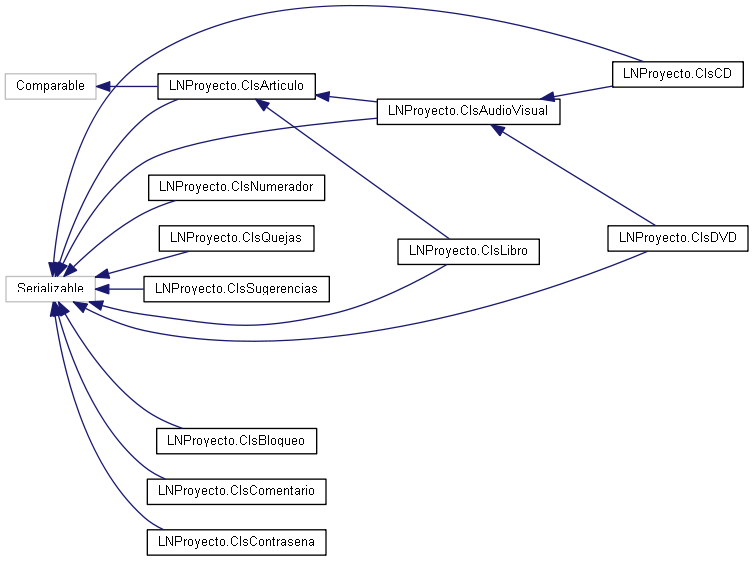 LNProyecto.ClsCD
Comparable
LNProyecto.ClsArticulo
LNProyecto.ClsAudioVisual
LNProyecto.ClsNumerador
LNProyecto.ClsQuejas
LNProyecto.ClsDVD
LNProyecto.ClsLibro
Serializable
LNProyecto.ClsSugerencias
LNProyecto.ClsBloqueo
LNProyecto.ClsComentario
LNProyecto.ClsContrasena